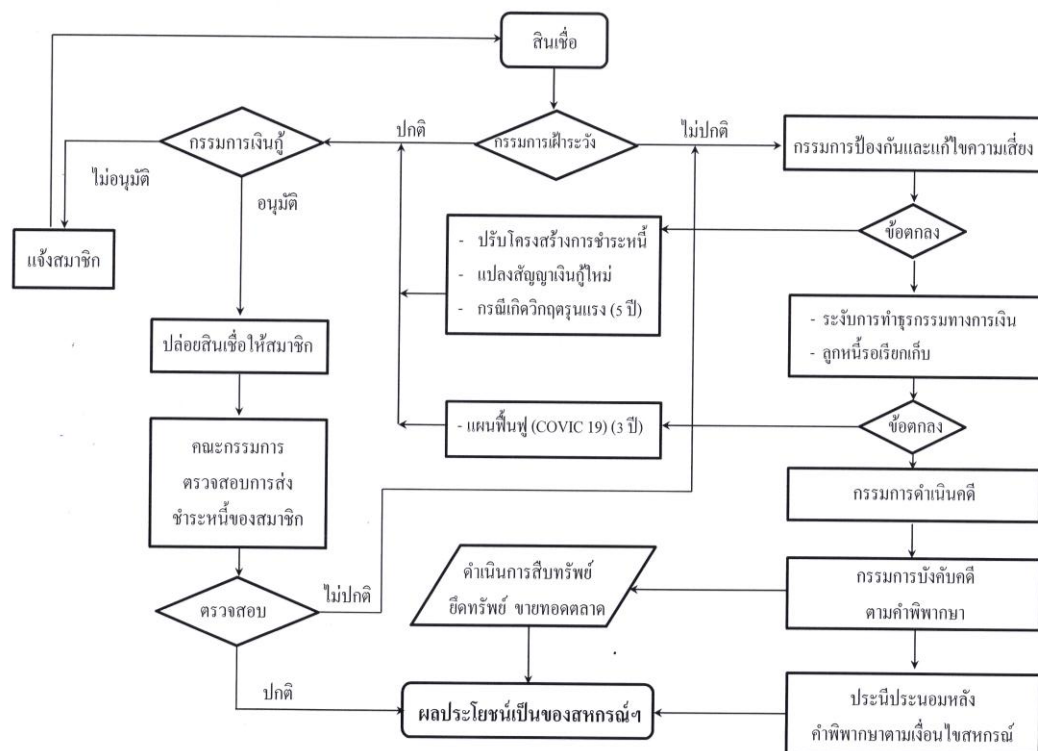 สินเชื่อ
กรรมการเงินกู้
ปกติ
กรรมการเฝ้าระวัง
ไม่ปกติ
กรรมการป้องกันและแก้ไขความเสี่ยง
ไม่อนุมัติ
อนุมัติ
แจ้งสมาชิก
- ปรับโครงสร้างการชำระหนี้
- แปลงสัญญาเงินกู้ใหม่
- กรณีเกิดวิกฤตรุนแรง (5 ปี)
ข้อตกลง
ปล่อยสินเชื่อให้สมาชิก
- ระงับการทำธุรกรรมทางการเงิน
- ลูกหนี้รอเรียกเก็บ
- แผนฟื้นฟู (COVIC 19) (3 ปี)
ข้อตกลง
คณะกรรมการ
ตรวจสอบการส่ง
ชำระหนี้ของสมาชิก
กรรมการดำเนินคดี
ตรวจสอบ
ไม่ปกติ
ดำเนินการสืบทรัพย์
ยึดทรัพย์ ขายทอดตลาด
กรรมการบังคับคดี
ตามคำพิพากษา
ปกติ
ผลประโยชน์เป็นของสหกรณ์ฯ
ประนีประนอมหลัง
คำพิพากษาตามเงื่อนไขสหกรณ์